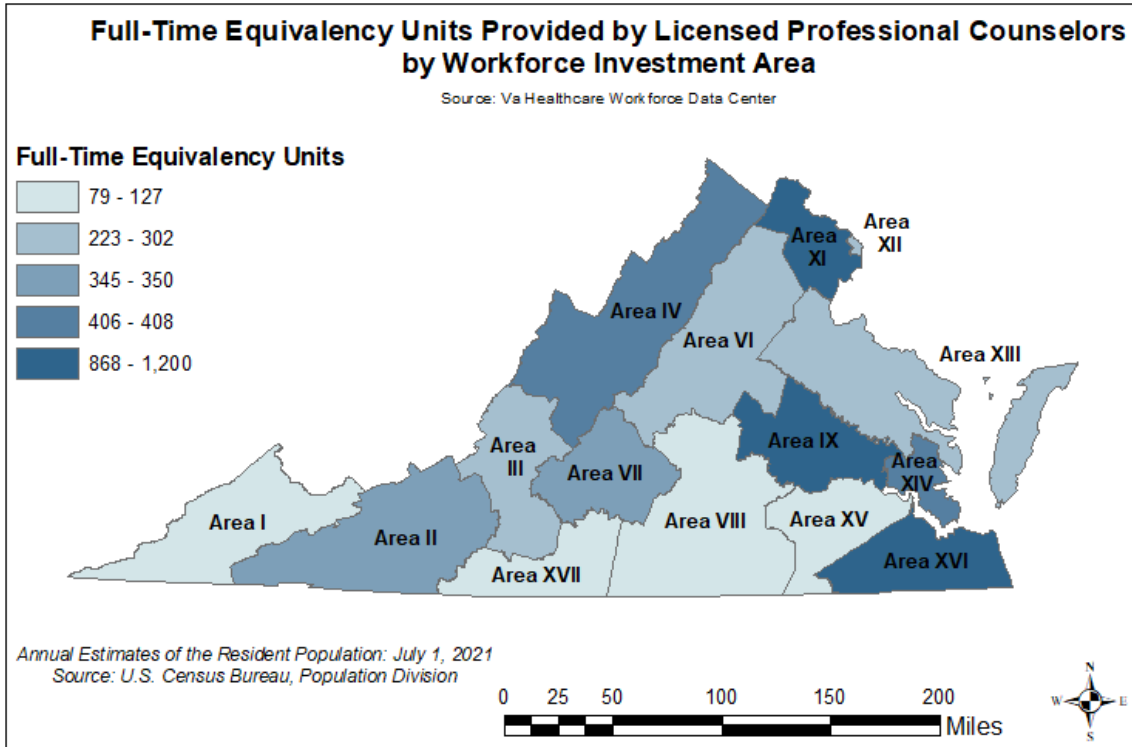 Full-Time Equivalency Units Provided by Licensed Professional Counselors
by Workforce Investment Area
Source: Va Healthcare Workforce Data Center
Full-Time Equivalency Units
79 - 127
223 - 302
345 - 350
406 - 408
868 - 1,200
Area
XII
Area
XI
Area IV
Area VI
Area XIII
Area
III
Area IX
Area VII
Area
XIV
Area I
Area VIII
Area XV
Area II
Area XVI
Area XVII
Annual Estimates of the Resident Population: July 1, 2021
Source: U.S. Census Bureau, Population Division
0 25 50 100 150 200
Miles
N
W E
S